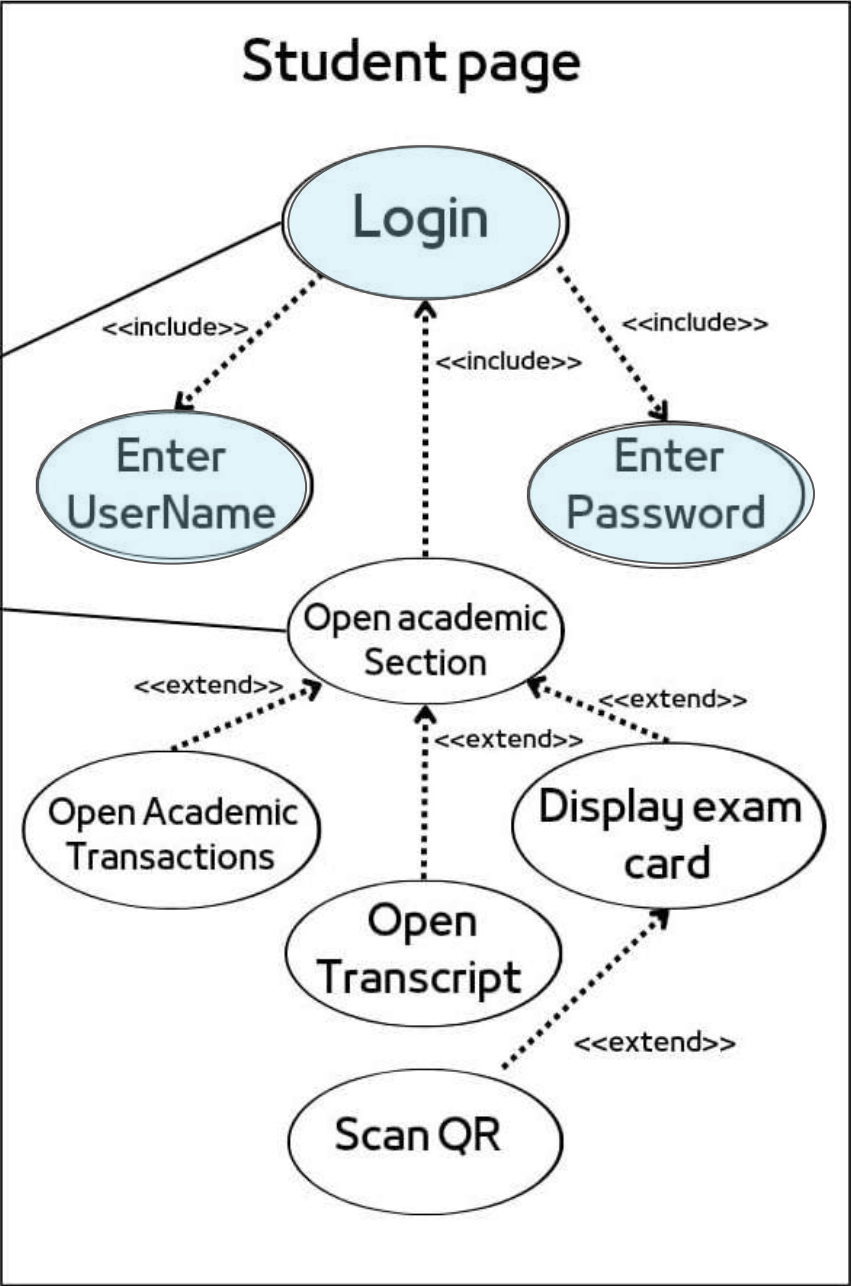 Student page
Login
<<include>>
<<include>>
<<include>>
Enter
UserName
Enter
Password
Open academic
Section
<<extend>>
<<extend>>
<<extend>>
Open Academic
Transactions
Display exam
card
Open
Transcript
<<extend>>
Scan QR